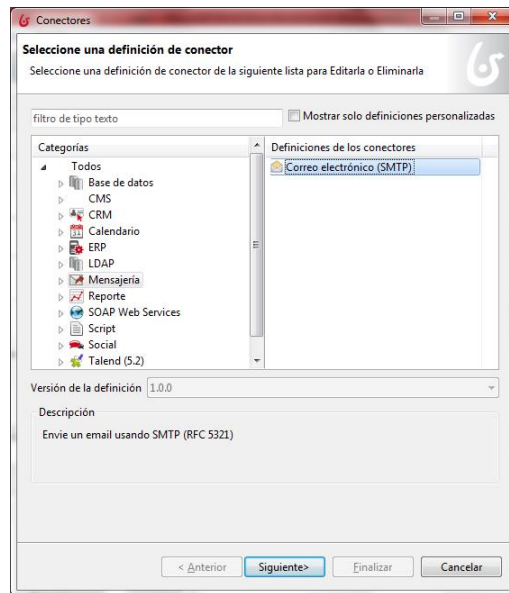 Conectores
Seleccione una definición de conector
Seleccione una definición de conector de la siguiente lista para Editarla o Eliminarla
filtro de tipo texto
Mostrar solo definiciones personalizadas
Categorías
Todos
Base de datos
CMS
CRM
Calendario
ERP
LDAP
Mensajería
Reporte
SOAP Web Services
Script
Social
Talend (5.2)
Definiciones de los conectores
Correo electrónico (SMTP)
Versión de la definición 1.0.0
Descripción
Envie un email usando SMTP (RFC 5321)
< Anterior Siguiente> Finalizar Cancelar